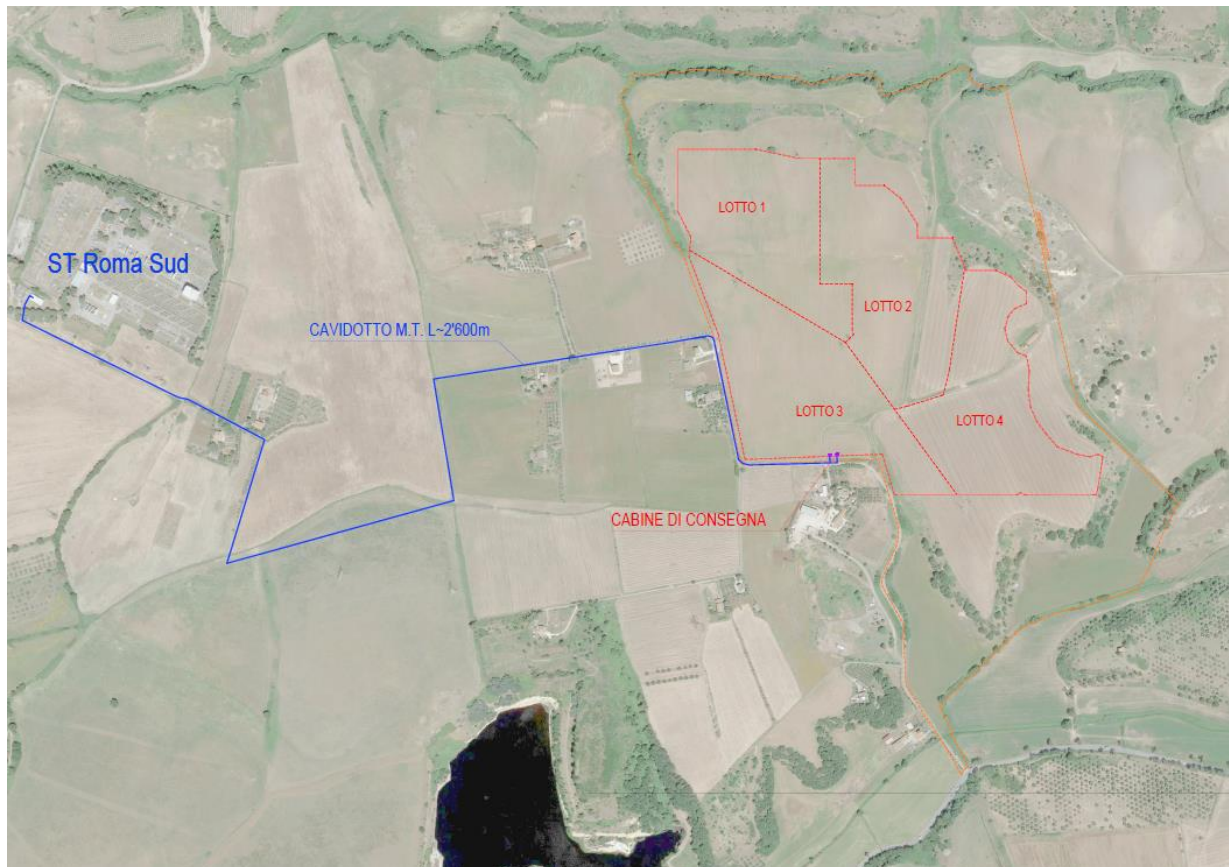 LOTTO 1
ST Roma Sud
LOTTO 2
CAVIDOTTO M.T. L~2'600m
LOTTO 3
LOTTO 4
CABINE DI CONSEGNA